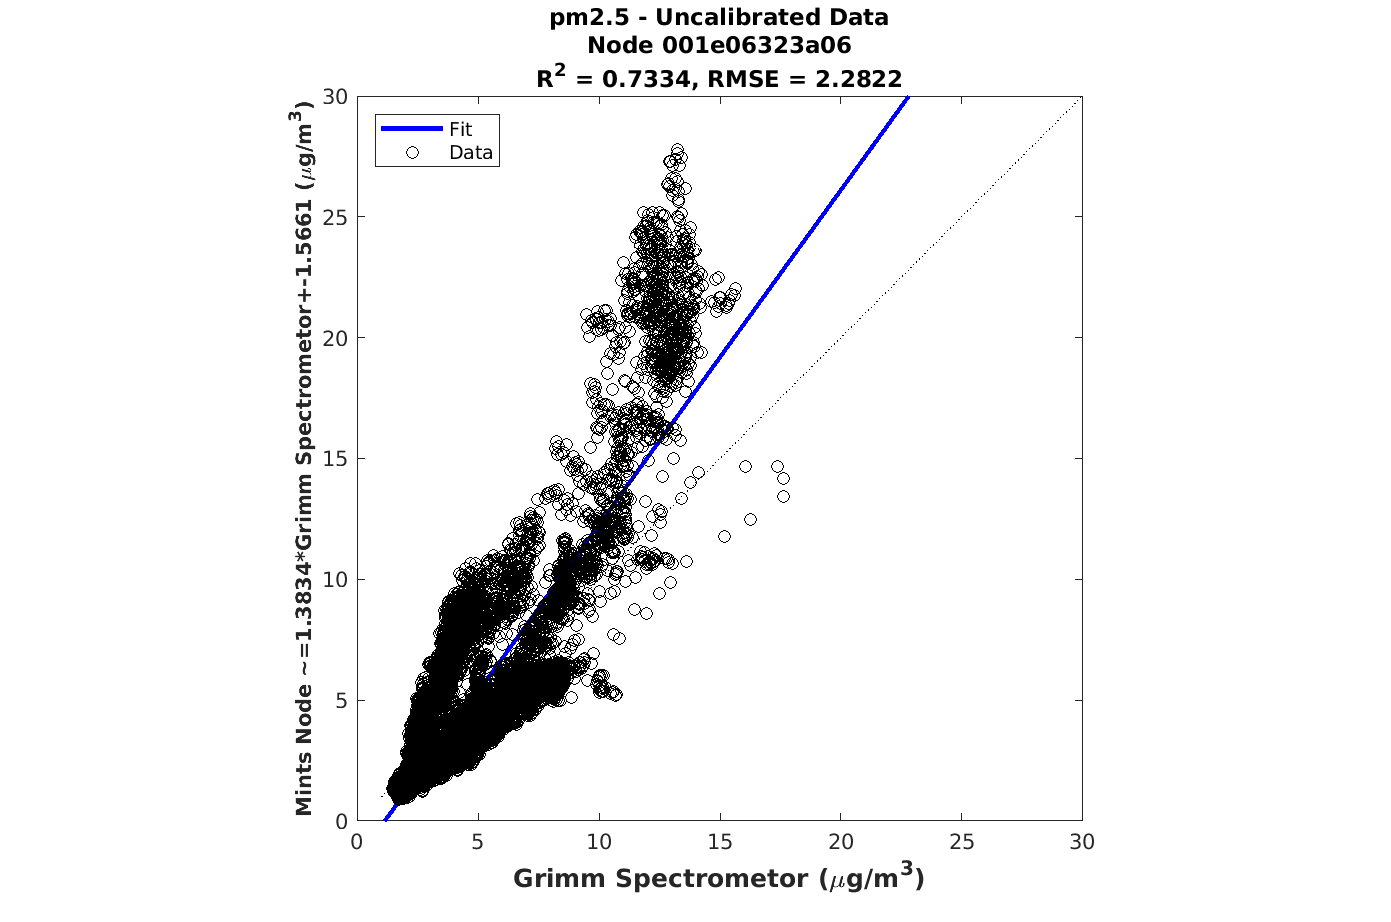 pm2.5 - Uncalibrated Data
Node 001e06323a06
R² = 0.7334, RMSE = 2.2822
Mints Node ~=1.3834*Grimm Spectrometor+-1.5661 (μg/m³)
30
25
20
15
10
5
0
Fit
Data
0 5 10 15 20 25 30
Grimm Spectrometor (μg/m³)